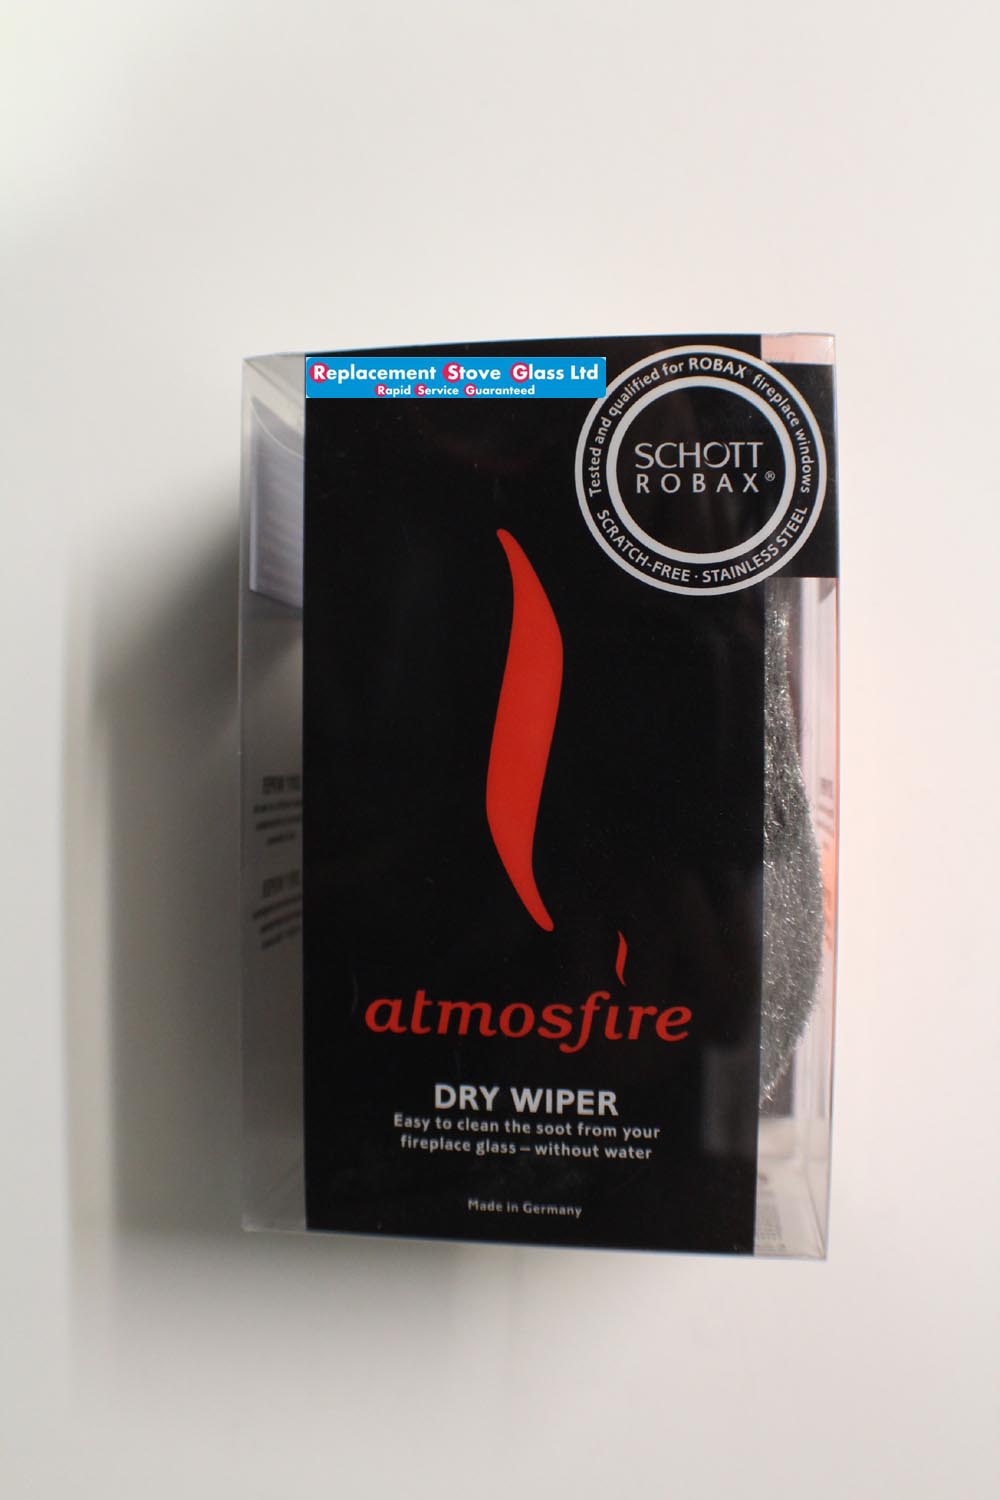 Replacement Stove Glass Ltd
Rapid Service Guaranteed
Tested and qualified for ROBAX® fireplace windows
SCHOTT
ROBAX®
SCRATCH-FREE · STAINLESS STEEL
atmosfire
DRY WIPER
Easy to clean the soot from your
fireplace glass – without water
Made in Germany